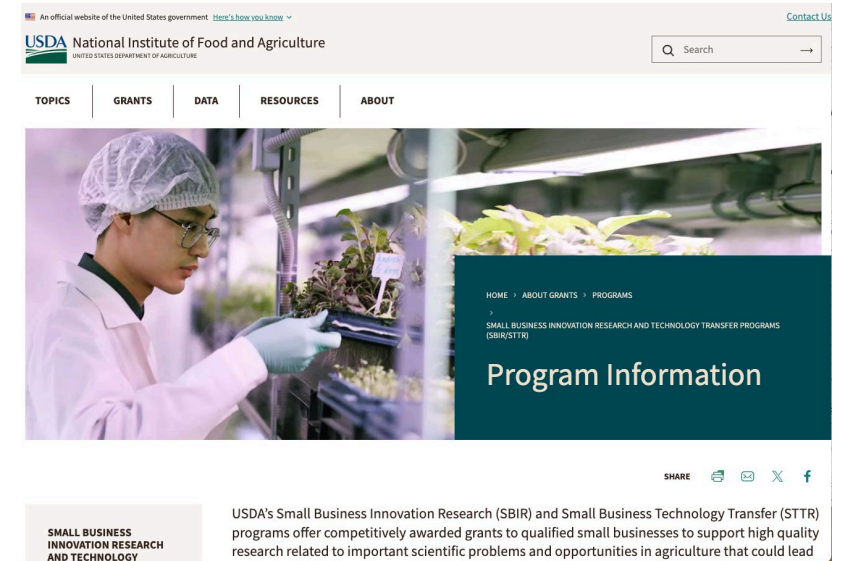 An official website of the United States government Here's how you know
Contact Us
USDA National Institute of Food and Agriculture
UNITED STATES DEPARTMENT OF AGRICULTURE
Search
TOPICS GRANTS DATA RESOURCES ABOUT
HOME > ABOUT GRANTS > PROGRAMS
>
SMALL BUSINESS INNOVATION RESEARCH AND TECHNOLOGY TRANSFER PROGRAMS
(SBIR/STTR)
Program Information
SHARE
SMALL BUSINESS
INNOVATION RESEARCH
AND TECHNOLOGY
USDA's Small Business Innovation Research (SBIR) and Small Business Technology Transfer (STTR)
programs offer competitively awarded grants to qualified small businesses to support high quality
research related to important scientific problems and opportunities in agriculture that could lead